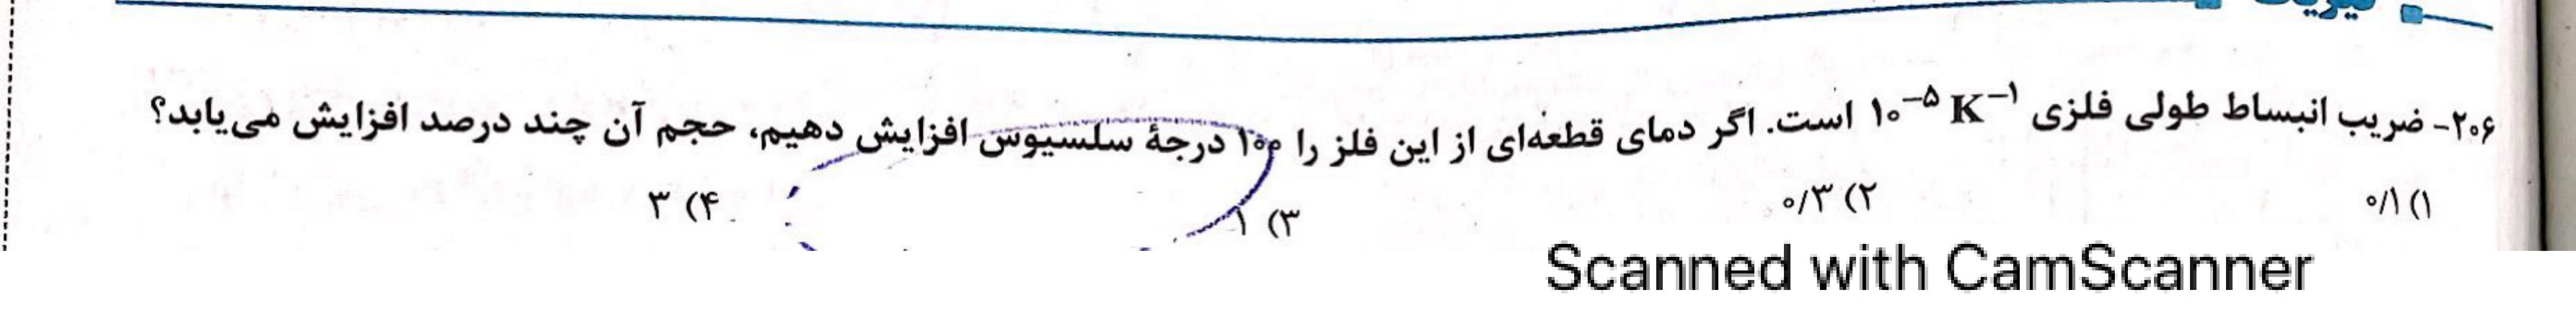 فیزیک
۲۰۶- ضریب انبساط طولی فلزی ۱۰^−۵ K^−۱ است. اگر دمای قطعه‌ای از این فلز را ۱۰۰ درجهٔ سلسیوس افزایش دهیم، حجم آن چند درصد افزایش می‌یابد؟
۱) ۰/۱ ۲) ۰/۳ ۳) ۱ ۴) ۳
Scanned with CamScanner